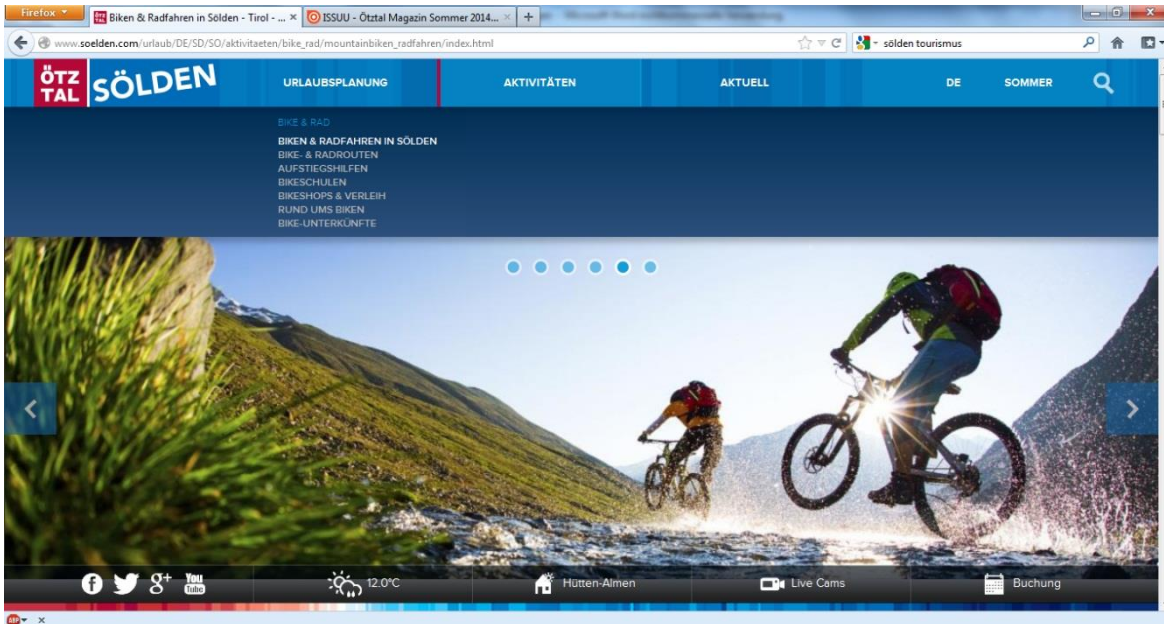 Firefox
Biken & Radfahren in Sölden - Tirol - ... ×
ISSUU - Ötztal Magazin Sommer 2014... ×
www.soelden.com/urlaub/DE/SD/SO/aktivitaeten/bike_rad/mountainbiken_radfahren/index.html
sölden tourismus
ÖTZ
TAL
SÖLDEN
URLAUBSPLANUNG
AKTIVITÄTEN
AKTUELL
DE
SOMMER
BIKE & RAD
BIKEN & RADFAHREN IN SÖLDEN
BIKE- & RADROUTEN
AUFSTIEGSHILFEN
BIKESCHULEN
BIKESHOPS & VERLEIH
RUND UMS BIKEN
BIKE-UNTERKÜNFTE
You
Tube
12.0°C
Hütten-Almen
Live Cams
Buchung
ABP